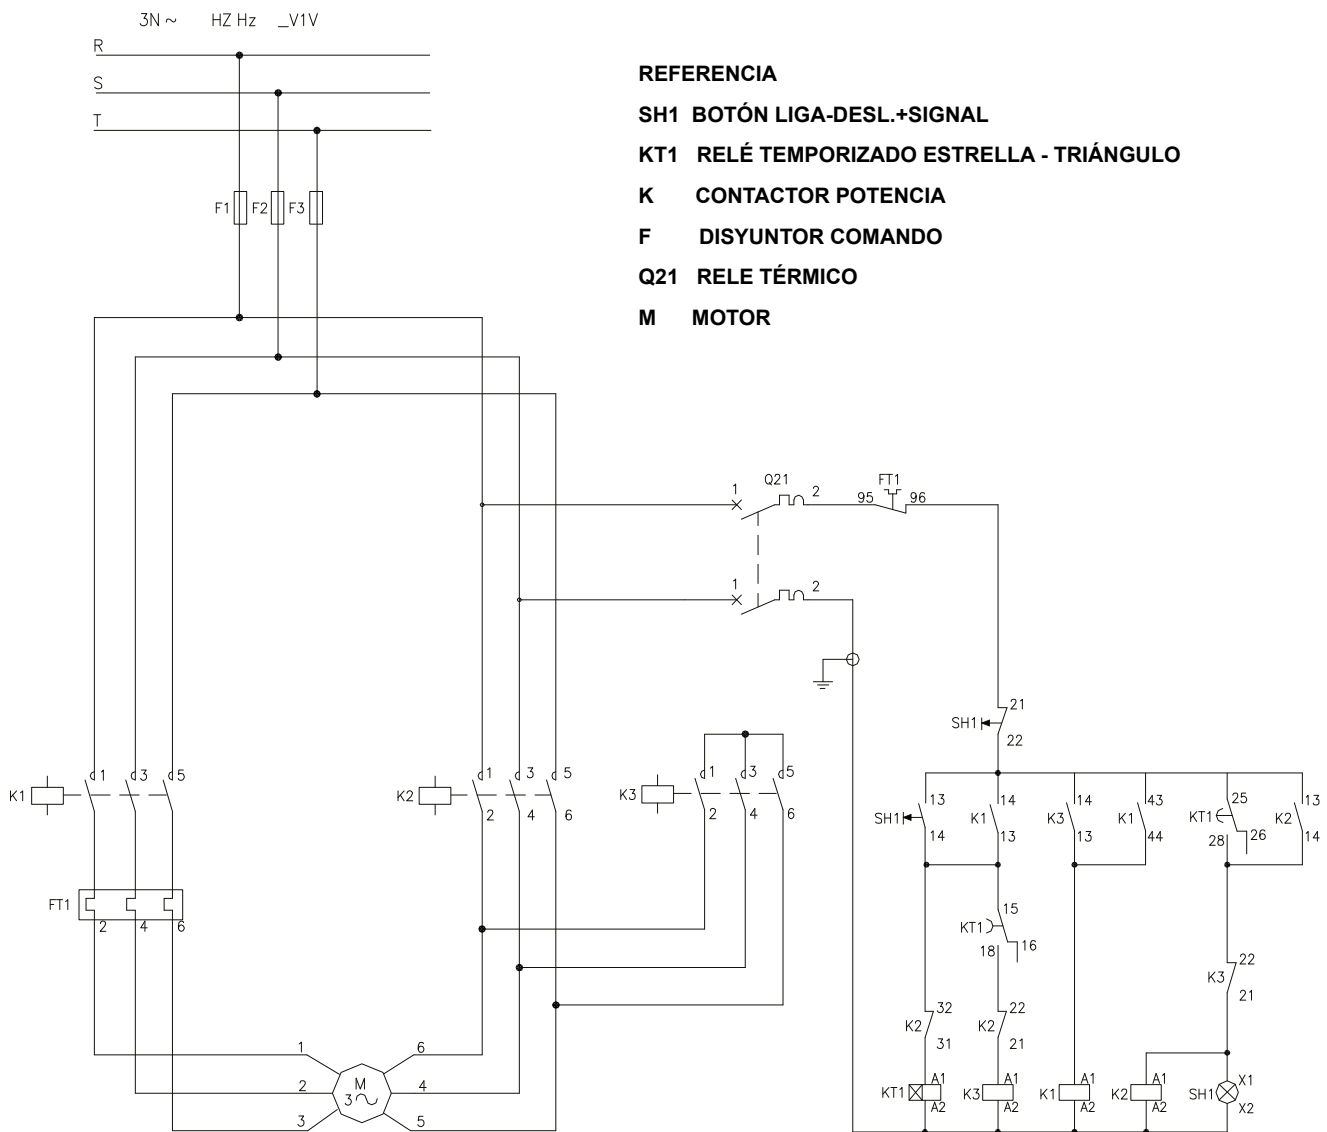 3N ~ HZ Hz _V1V
R
S
T
F1 F2 F3
REFERENCIA
SH1 BOTÓN LIGA-DESL.+SIGNAL
KT1 RELÉ TEMPORIZADO ESTRELLA - TRIÁNGULO
K CONTACTOR POTENCIA
F DISYUNTOR COMANDO
Q21 RELE TÉRMICO
M MOTOR
1 Q21 2 95 FT1 96
1 2
21
SH1
22
K1 1 3 5
K2 1 3 5
2 4 6
K3 1 3 5
2 4 6
13 14 14 43 25 13
SH1 K1 K3 K1 KT1 K2
14 13 13 44 28 26 14
FT1
2 4 6
15
KT1
18 16
22
K3
21
32 22
K2 K2
31 21
1 6
2 M 3 4
3 5
A1 A1 A1 A1 X1
KT1 K3 K1 K2 SH1
A2 A2 A2 A2 X2